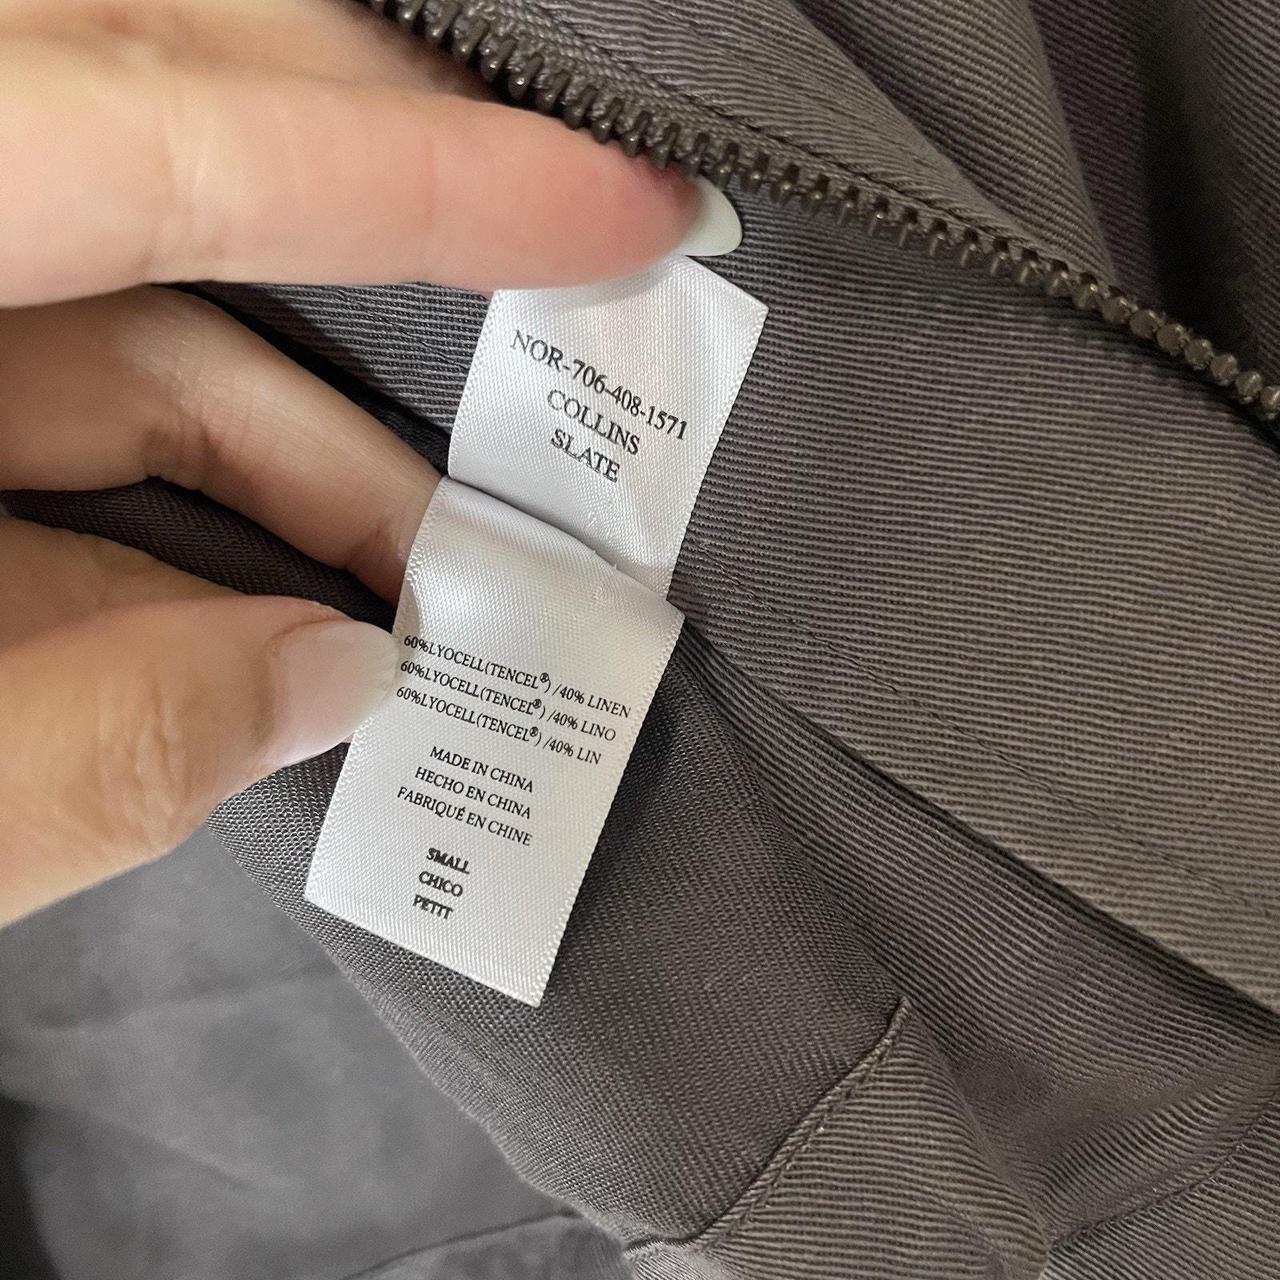 NOR-706-408-1571
COLLINS
SLATE
60%LYOCELL(TENCEL®) /40% LINEN
60%LYOCELL(TENCEL®) /40% LINO
60%LYOCELL(TENCEL®) /40% LIN
MADE IN CHINA
HECHO EN CHINA
FABRIQUÉ EN CHINE
SMALL
CHICO
PETIT